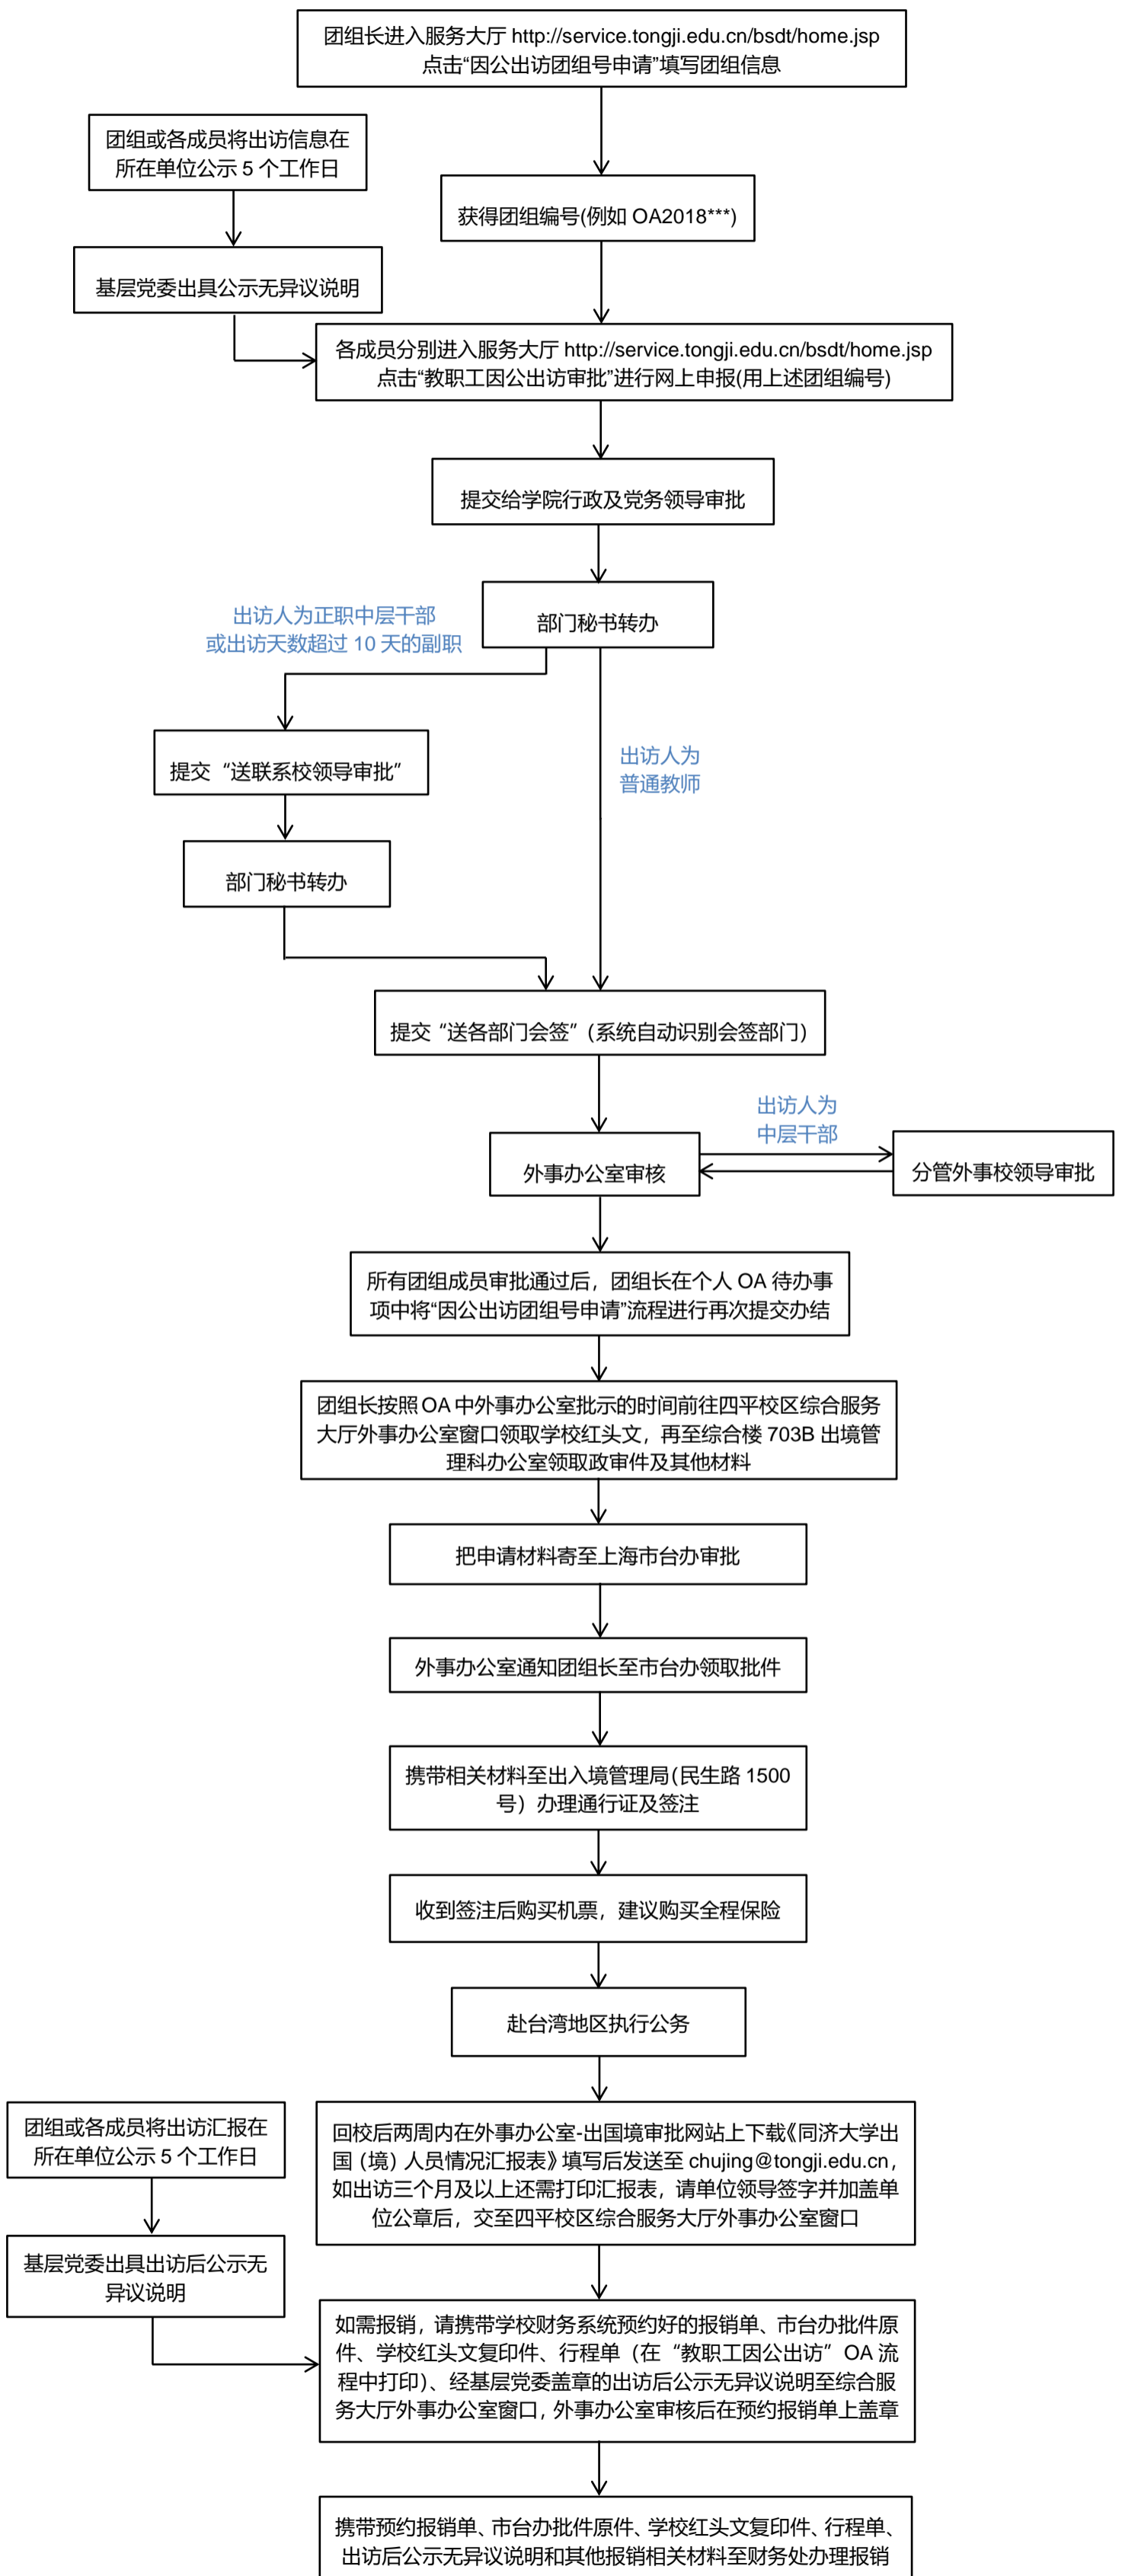 团组长进入服务大厅 http://service.tongji.edu.cn/bsdt/home.jsp
点击“因公出访团组号申请”填写团组信息
团组或各成员将出访信息在
所在单位公示 5 个工作日
获得团组编号(例如 OA2018***)
基层党委出具公示无异议说明
各成员分别进入服务大厅 http://service.tongji.edu.cn/bsdt/home.jsp
点击“教职工因公出访审批”进行网上申报(用上述团组编号)
提交给学院行政及党务领导审批
部门秘书转办
出访人为正职中层干部
或出访天数超过 10 天的副职
出访人为
普通教师
提交“送联系校领导审批”
部门秘书转办
提交“送各部门会签”（系统自动识别会签部门）
出访人为
中层干部
外事办公室审核
分管外事校领导审批
所有团组成员审批通过后，团组长在个人 OA 待办事
项中将“因公出访团组号申请”流程进行再次提交办结
团组长按照 OA 中外事办公室批示的时间前往四平校区综合服务
大厅外事办公室窗口领取学校红头文，再至综合楼 703B 出境管
理科办公室领取政审件及其他材料
把申请材料寄至上海市台办审批
外事办公室通知团组长至市台办领取批件
携带相关材料至出入境管理局（民生路 1500
号）办理通行证及签注
收到签注后购买机票，建议购买全程保险
赴台湾地区执行公务
团组或各成员将出访汇报在
所在单位公示 5 个工作日
回校后两周内在外事办公室-出国境审批网站上下载《同济大学出
国（境）人员情况汇报表》填写后发送至 chujing@tongji.edu.cn，
如出访三个月及以上还需打印汇报表，请单位领导签字并加盖单
位公章后，交至四平校区综合服务大厅外事办公室窗口
基层党委出具出访后公示无
异议说明
如需报销，请携带学校财务系统预约好的报销单、市台办批件原
件、学校红头文复印件、行程单（在“教职工因公出访”OA 流
程中打印）、经基层党委盖章的出访后公示无异议说明至综合服
务大厅外事办公室窗口，外事办公室审核后在预约报销单上盖章
携带预约报销单、市台办批件原件、学校红头文复印件、行程单、
出访后公示无异议说明和其他报销相关材料至财务处办理报销